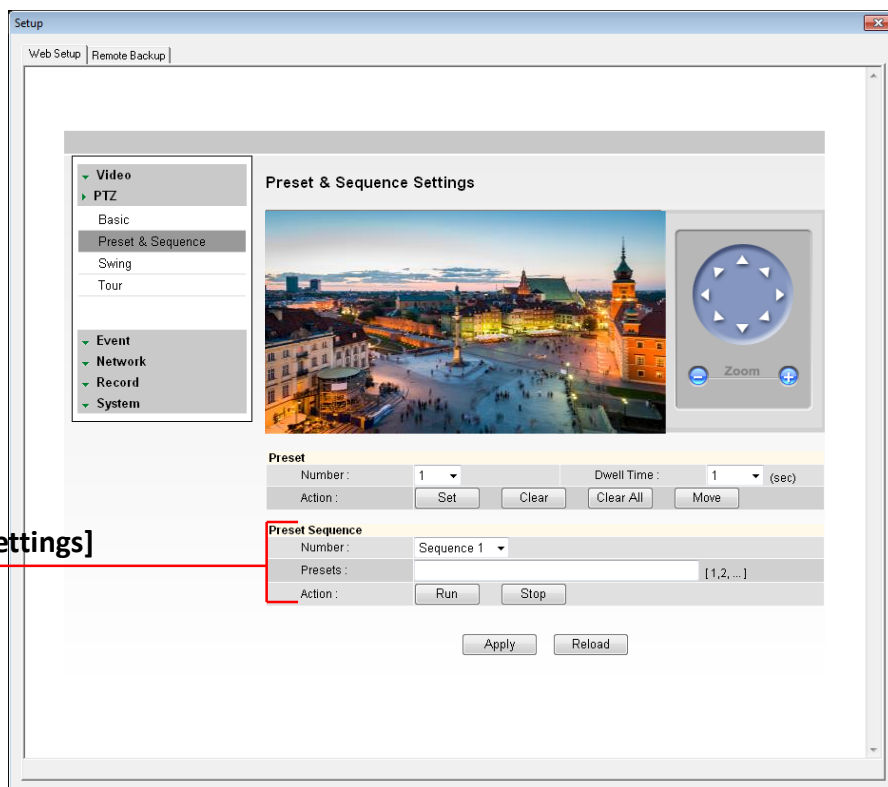 Setup
Web Setup Remote Backup
Video
PTZ
Basic
Preset & Sequence
Swing
Tour
Event
Network
Record
System
Preset & Sequence Settings
Zoom
Preset
Number : 1 Dwell Time : 1 (sec)
Action : Set Clear Clear All Move
ettings]
Preset Sequence
Number : Sequence 1
Presets : [ 1,2, ... ]
Action : Run Stop
Apply Reload